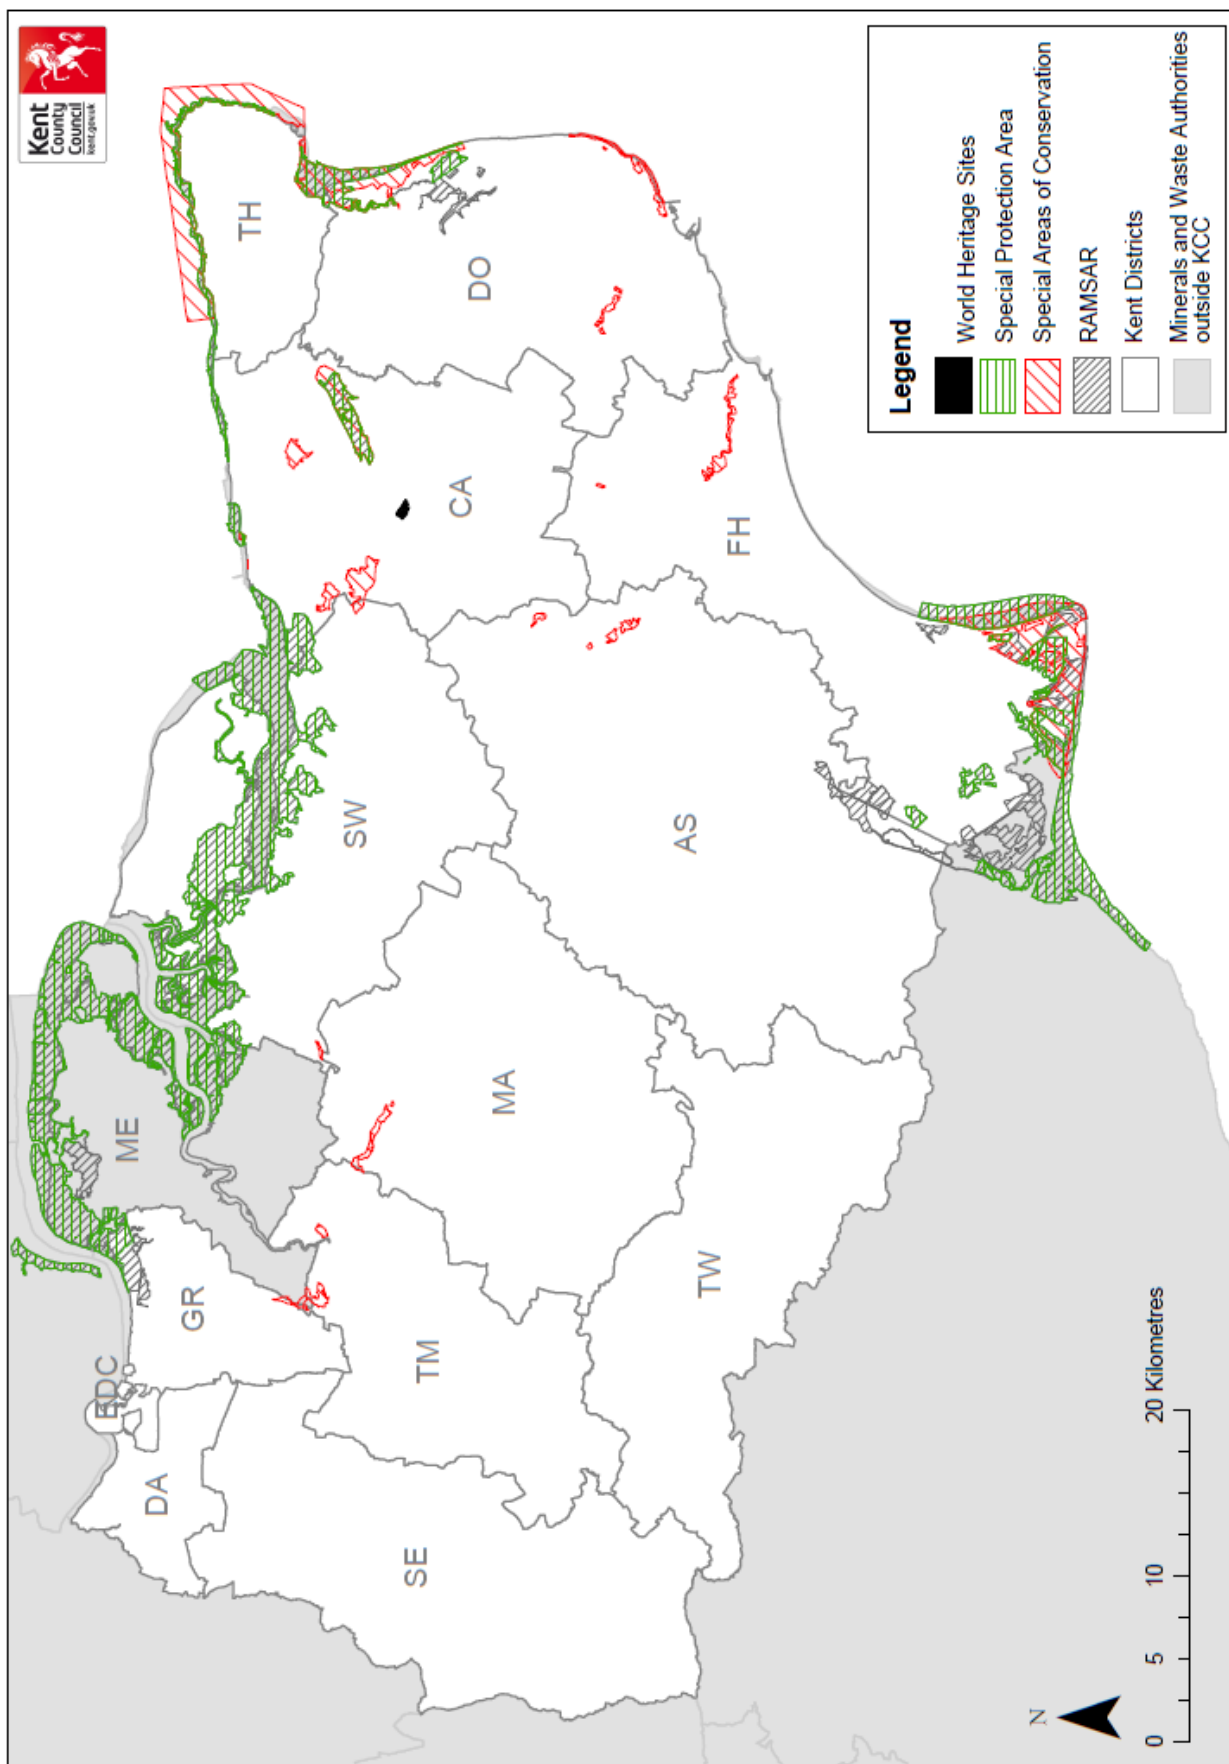 Kent
County
Council
kent.gov.uk
TH
DO
CA
FH
SW
AS
ME
MA
GR
EDC
TM
TW
DA
SE
Legend
World Heritage Sites
Special Protection Area
Special Areas of Conservation
RAMSAR
Kent Districts
Minerals and Waste Authorities
outside KCC
N
0 5 10 20 Kilometres